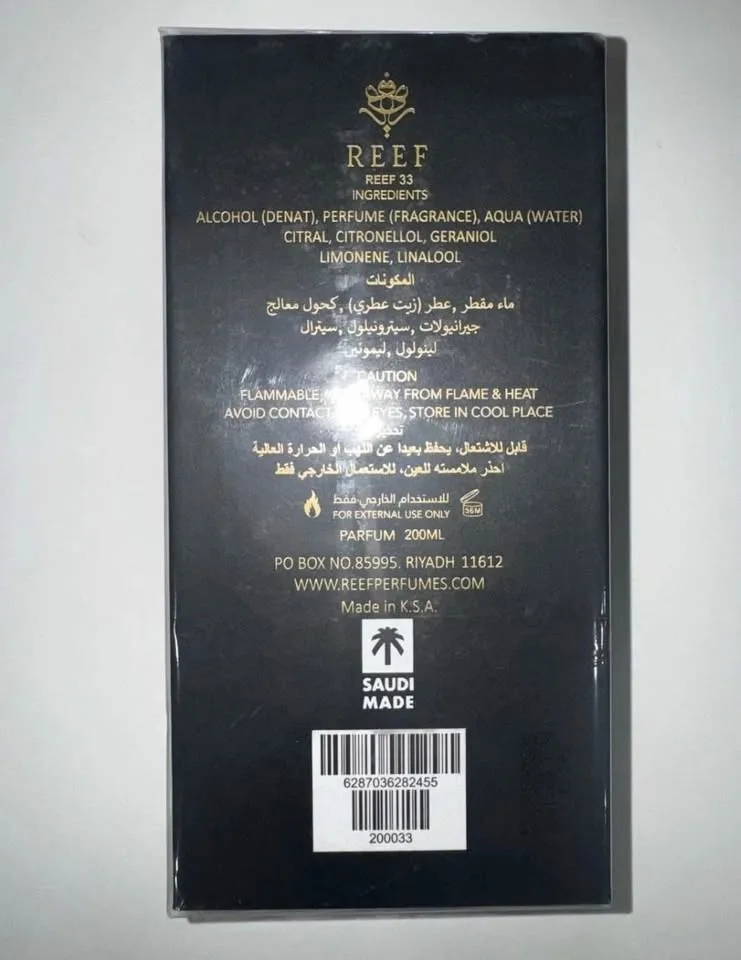 REEF
REEF 33
INGREDIENTS
ALCOHOL (DENAT), PERFUME (FRAGRANCE), AQUA (WATER)
CITRAL, CITRONELLOL, GERANIOL
LIMONENE, LINALOOL
المكونات
ماء مقطر ,عطر (زيت عطري) ,كحول معالج
جيرانيولات ,سيترونيلول ,سيترال
لينولول ,ليمونين
CAUTION
FLAMMABLE, AWAY FROM FLAME & HEAT
AVOID CONTACT EYES, STORE IN COOL PLACE
قابل للاشتعال، يحفظ بعيدا عن اللهب او الحرارة العالية
احذر ملامسته للعين، للاستعمال الخارجي فقط
للاستخدام الخارجي فقط
FOR EXTERNAL USE ONLY
36M
PARFUM 200ML
PO BOX NO.85995. RIYADH 11612
WWW.REEFPERFUMES.COM
Made in K.S.A.
SAUDI
MADE
6287036282455
200033